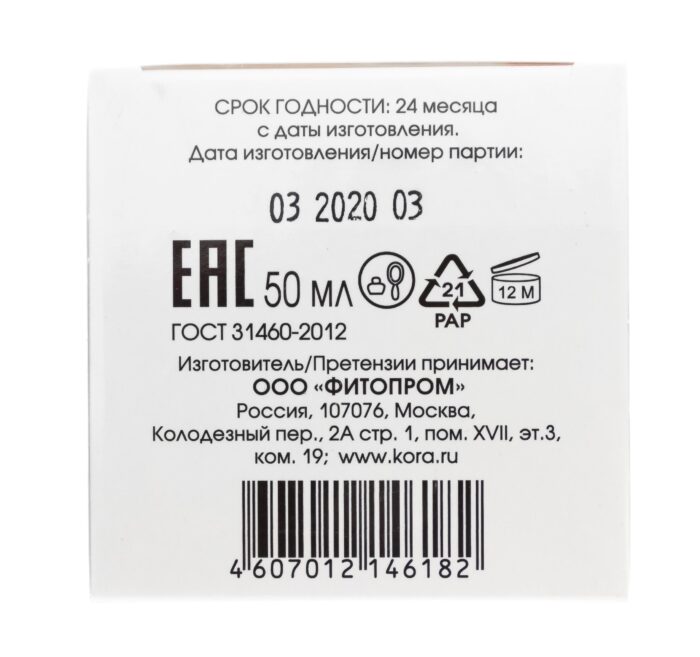 СРОК ГОДНОСТИ: 24 месяца
с даты изготовления.
Дата изготовления/номер партии:
03 2020 03
ЕАС 50 мл 21 12 М
PAP
ГОСТ 31460-2012
Изготовитель/Претензии принимает:
ООО «ФИТОПРОМ»
Россия, 107076, Москва,
Колодезный пер., 2А стр. 1, пом. XVII, эт.3,
ком. 19; www.kora.ru
4 607012 146182